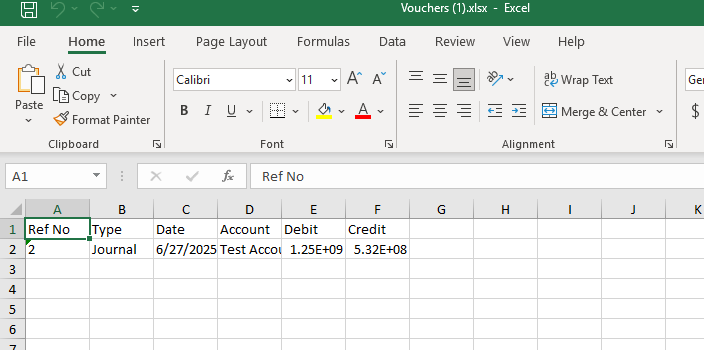 Vouchers (1).xlsx - Excel
File Home Insert Page Layout Formulas Data Review View Help
Cut
Copy
Format Painter
Paste
Calibri 11 A A
B I U A
ab Wrap Text
Merge & Center
Gen
$
Clipboard Font Alignment
A1 fx Ref No
A B C D E F G H I J K
1 Ref No Type Date Account Debit Credit
2 2 Journal 6/27/2025 Test Accou 1.25E+09 5.32E+08
3
4
5
6
7